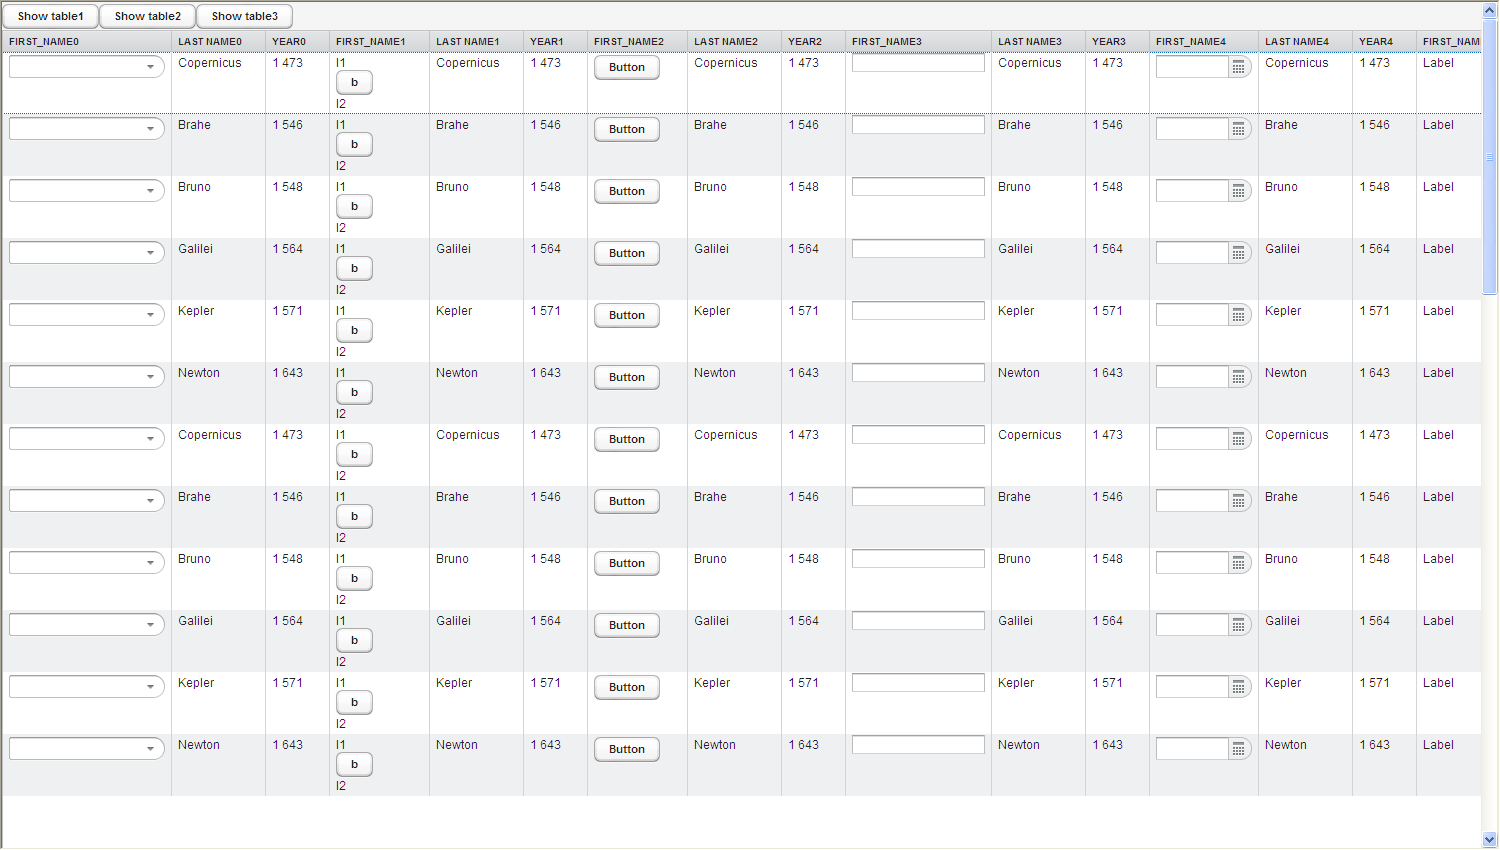 Show table1 Show table2 Show table3
FIRST_NAME0 LAST NAME0 YEAR0 FIRST_NAME1 LAST NAME1 YEAR1 FIRST_NAME2 LAST NAME2 YEAR2 FIRST_NAME3 LAST NAME3 YEAR3 FIRST_NAME4 LAST NAME4 YEAR4 FIRST_NAM
Copernicus 1 473 l1 Copernicus 1 473 Button Copernicus 1 473 Copernicus 1 473 Copernicus 1 473 Label
b
l2
Brahe 1 546 l1 Brahe 1 546 Button Brahe 1 546 Brahe 1 546 Brahe 1 546 Label
b
l2
Bruno 1 548 l1 Bruno 1 548 Button Bruno 1 548 Bruno 1 548 Bruno 1 548 Label
b
l2
Galilei 1 564 l1 Galilei 1 564 Button Galilei 1 564 Galilei 1 564 Galilei 1 564 Label
b
l2
Kepler 1 571 l1 Kepler 1 571 Button Kepler 1 571 Kepler 1 571 Kepler 1 571 Label
b
l2
Newton 1 643 l1 Newton 1 643 Button Newton 1 643 Newton 1 643 Newton 1 643 Label
b
l2
Copernicus 1 473 l1 Copernicus 1 473 Button Copernicus 1 473 Copernicus 1 473 Copernicus 1 473 Label
b
l2
Brahe 1 546 l1 Brahe 1 546 Button Brahe 1 546 Brahe 1 546 Brahe 1 546 Label
b
l2
Bruno 1 548 l1 Bruno 1 548 Button Bruno 1 548 Bruno 1 548 Bruno 1 548 Label
b
l2
Galilei 1 564 l1 Galilei 1 564 Button Galilei 1 564 Galilei 1 564 Galilei 1 564 Label
b
l2
Kepler 1 571 l1 Kepler 1 571 Button Kepler 1 571 Kepler 1 571 Kepler 1 571 Label
b
l2
Newton 1 643 l1 Newton 1 643 Button Newton 1 643 Newton 1 643 Newton 1 643 Label
b
l2